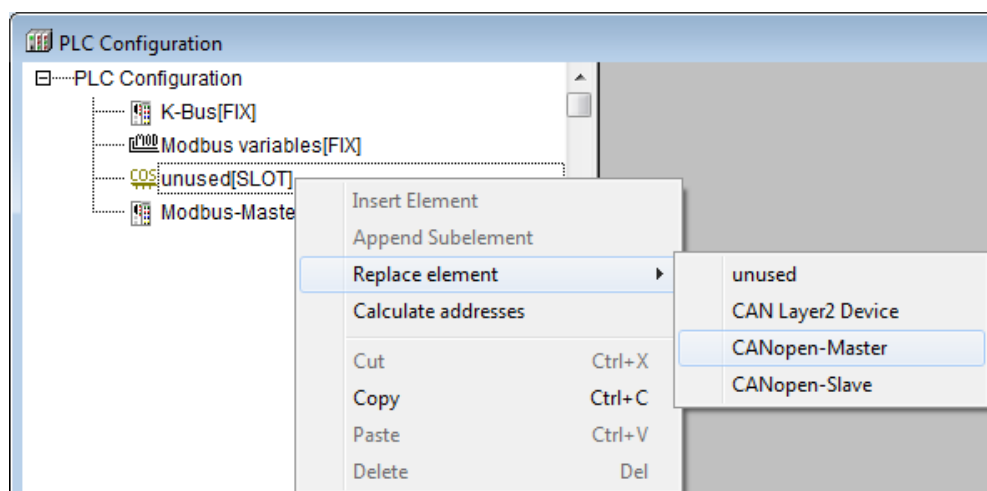 PLC Configuration
PLC Configuration
K-Bus[FIX]
Modbus variables[FIX]
unused[SLOT]
Modbus-Maste
Insert Element
Append Subelement
Replace element
Calculate addresses
Cut Ctrl+X
Copy Ctrl+C
Paste Ctrl+V
Delete Del
unused
CAN Layer2 Device
CANopen-Master
CANopen-Slave